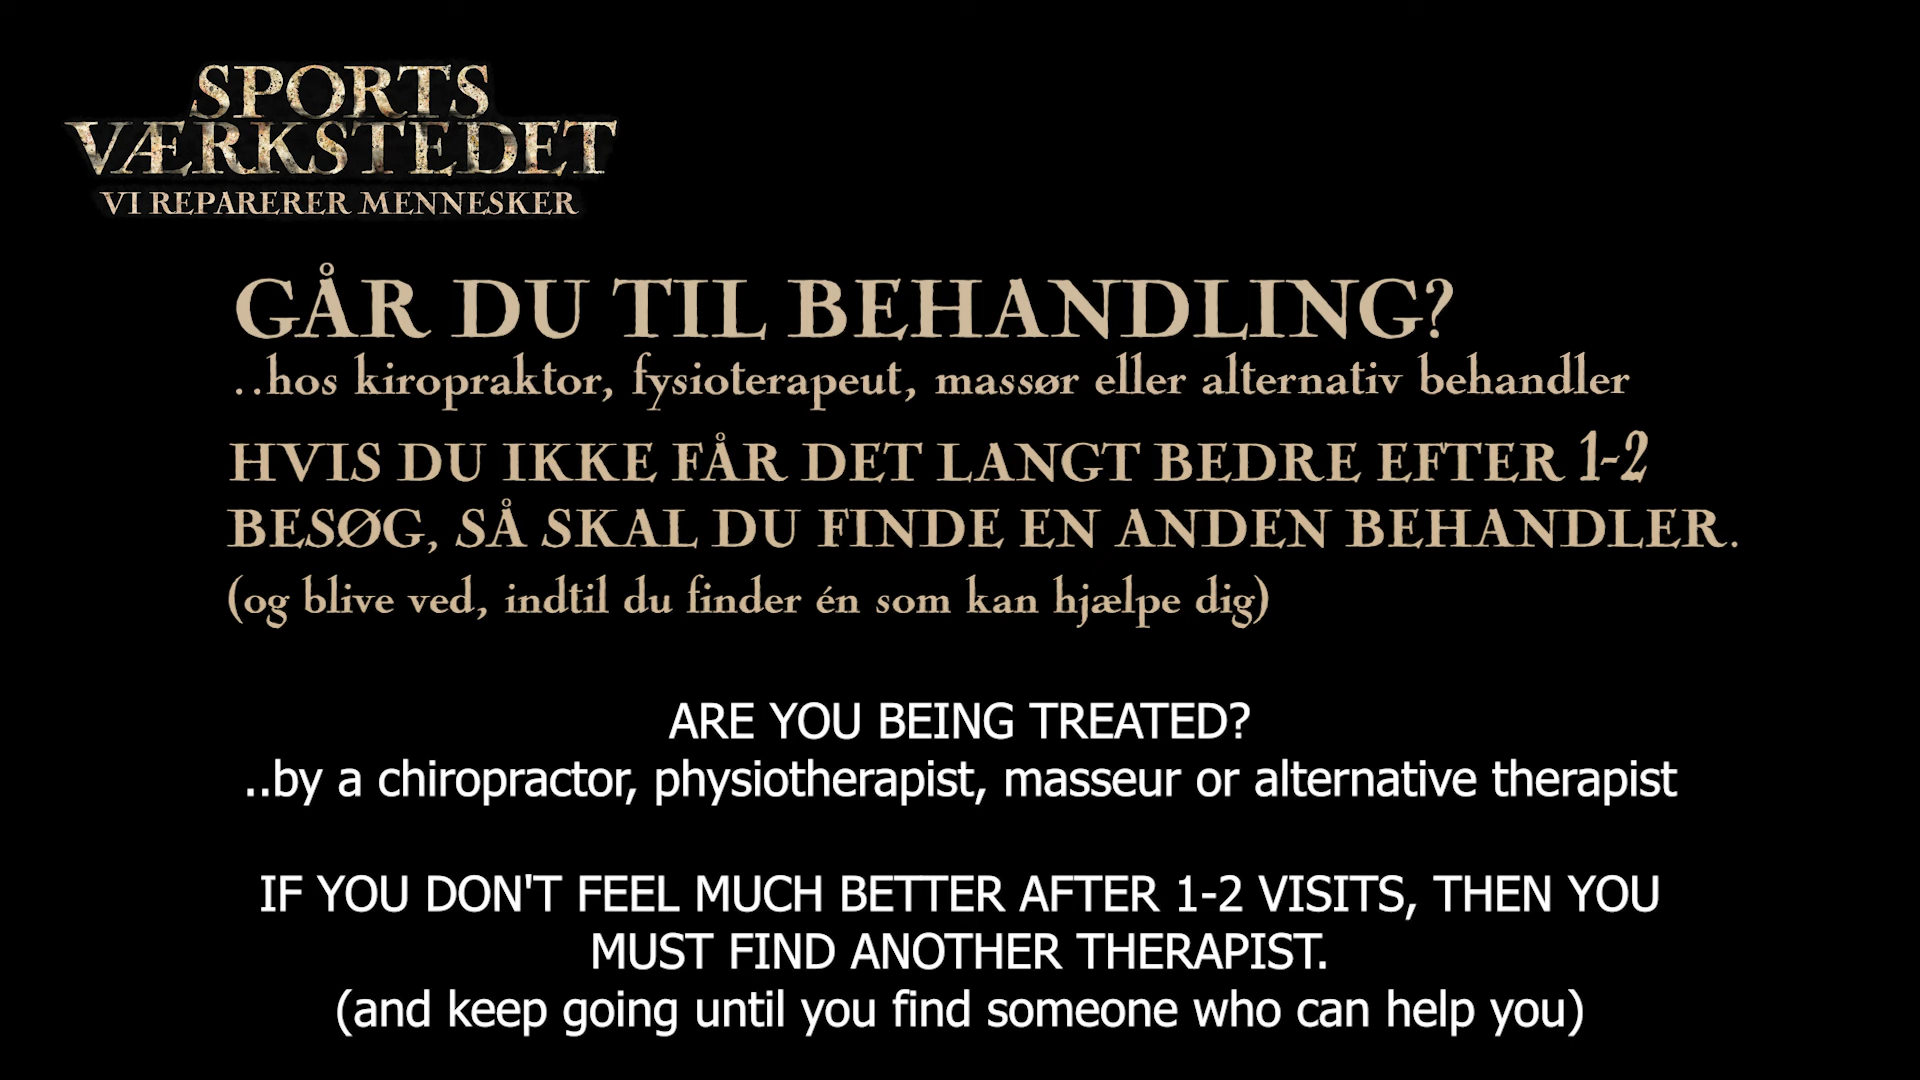 SPORTS
VÆRKSTEDET
VI REPARERER MENNESKER
GÅR DU TIL BEHANDLING?
..hos kiropraktor, fysioterapeut, massør eller alternativ behandler
HVIS DU IKKE FÅR DET LANGT BEDRE EFTER 1-2
BESØG, SÅ SKAL DU FINDE EN ANDEN BEHANDLER.
(og blive ved, indtil du finder én som kan hjælpe dig)
ARE YOU BEING TREATED?
..by a chiropractor, physiotherapist, masseur or alternative therapist
IF YOU DON'T FEEL MUCH BETTER AFTER 1-2 VISITS, THEN YOU
MUST FIND ANOTHER THERAPIST.
(and keep going until you find someone who can help you)